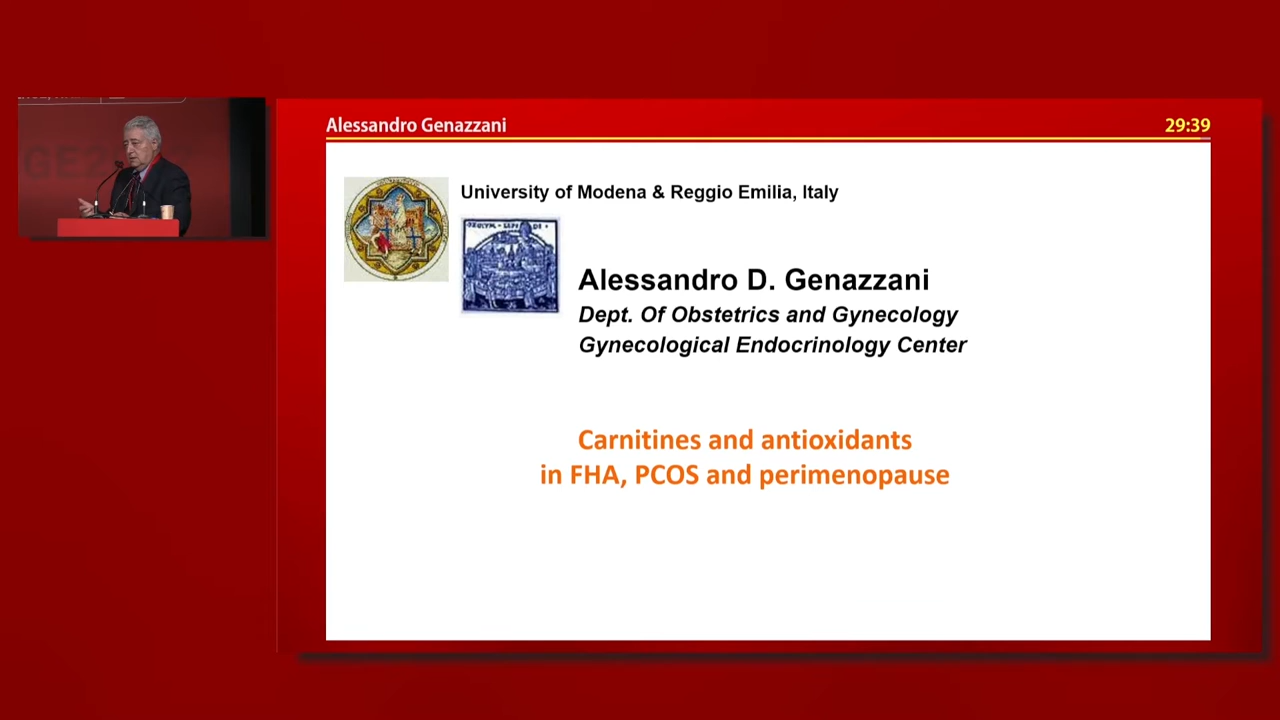 Alessandro Genazzani
29:39
University of Modena & Reggio Emilia, Italy
Alessandro D. Genazzani
Dept. Of Obstetrics and Gynecology
Gynecological Endocrinology Center
Carnitines and antioxidants
in FHA, PCOS and perimenopause